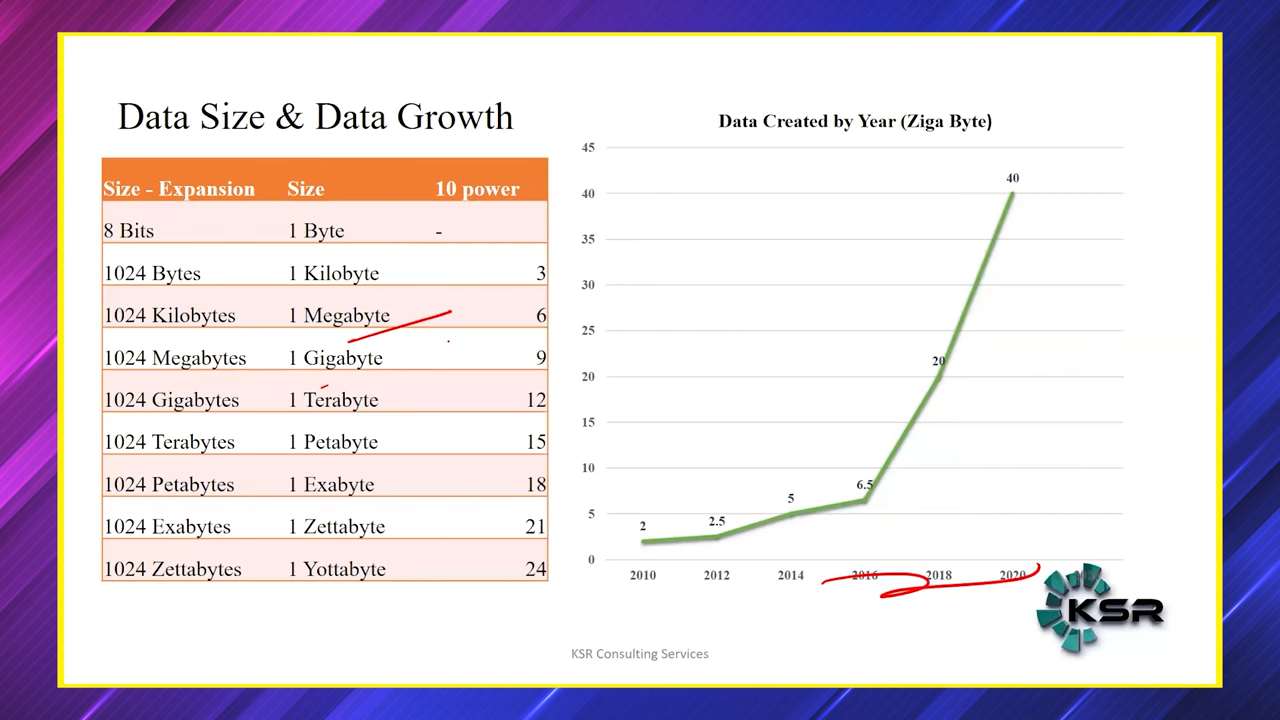 Data Size & Data Growth
Size - Expansion Size 10 power
8 Bits 1 Byte -
1024 Bytes 1 Kilobyte 3
1024 Kilobytes 1 Megabyte 6
1024 Megabytes 1 Gigabyte 9
1024 Gigabytes 1 Terabyte 12
1024 Terabytes 1 Petabyte 15
1024 Petabytes 1 Exabyte 18
1024 Exabytes 1 Zettabyte 21
1024 Zettabytes 1 Yottabyte 24
Data Created by Year (Ziga Byte)
45
40
35
30
25
20
15
10
5
0
2
2.5
5
6.5
20
40
2010 2012 2014 2016 2018 2020
KSR
KSR Consulting Services